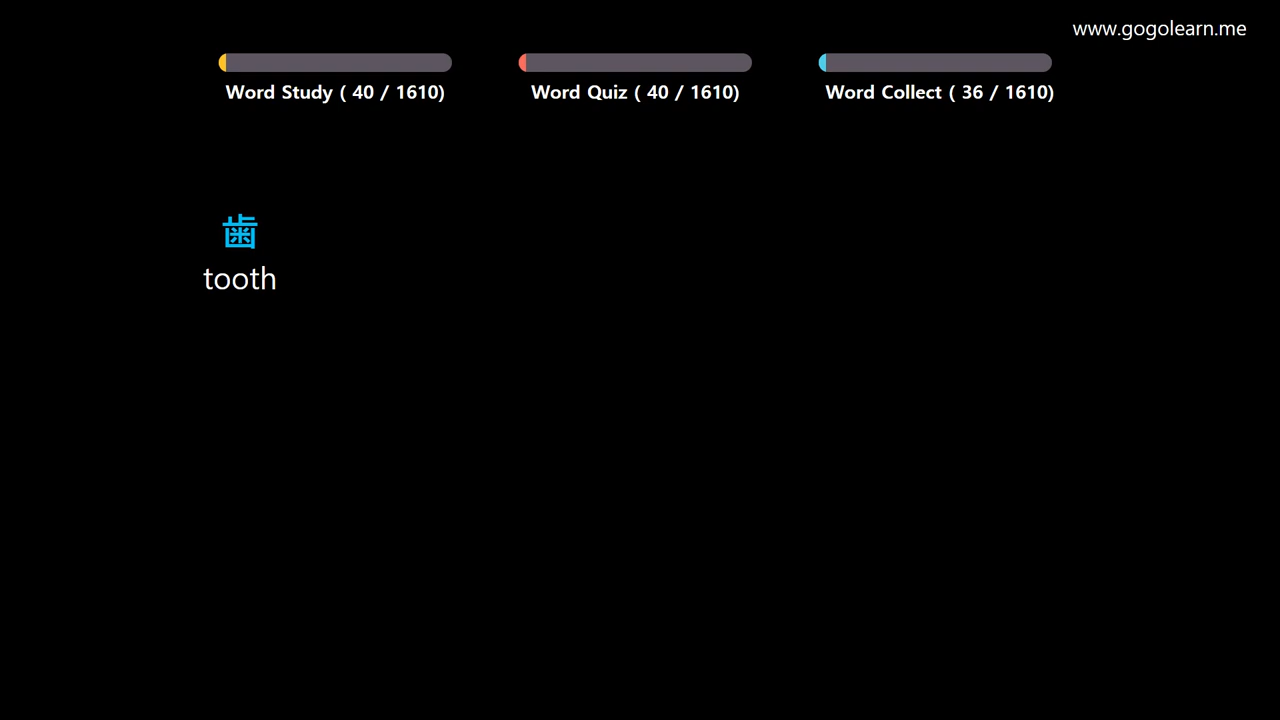 www.gogolearn.me
Word Study ( 40 / 1610)
Word Quiz ( 40 / 1610)
Word Collect ( 36 / 1610)
歯
tooth